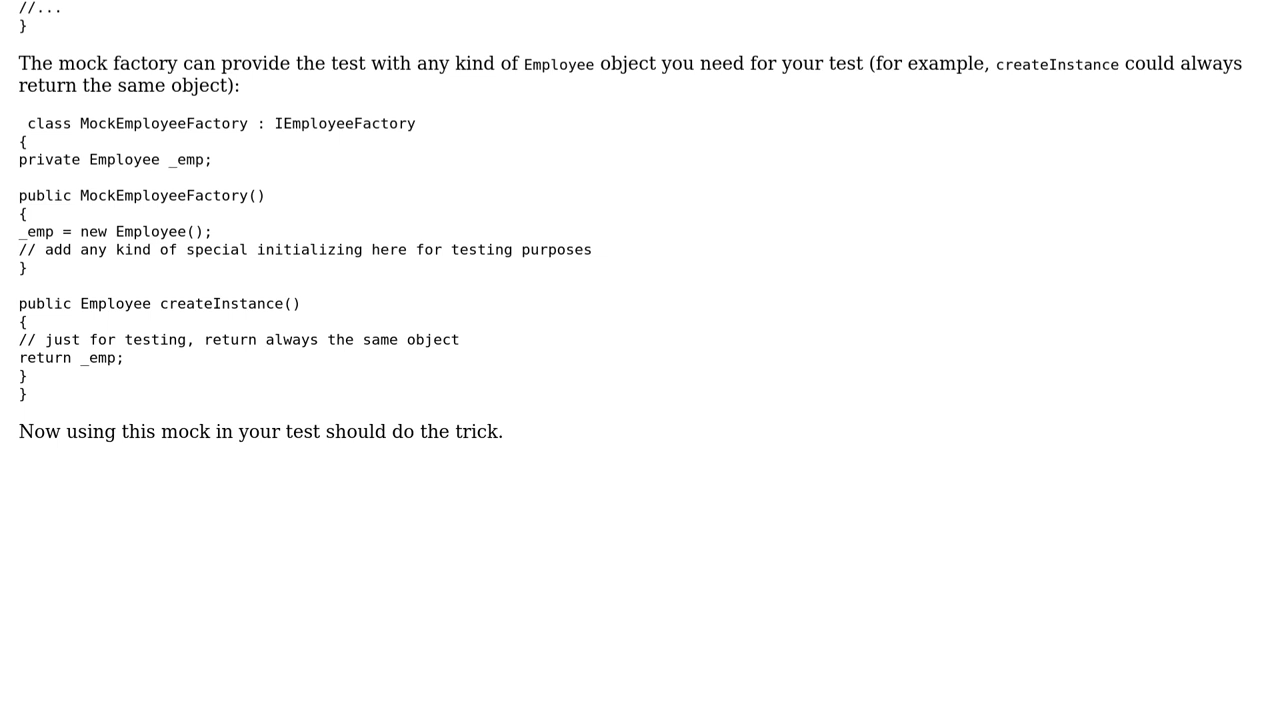 //...
}
The mock factory can provide the test with any kind of Employee object you need for your test (for example, createInstance could always
return the same object):
class MockEmployeeFactory : IEmployeeFactory
{
private Employee _emp;
public MockEmployeeFactory()
{
_emp = new Employee();
// add any kind of special initializing here for testing purposes
}
public Employee createInstance()
{
// just for testing, return always the same object
return _emp;
}
}
Now using this mock in your test should do the trick.